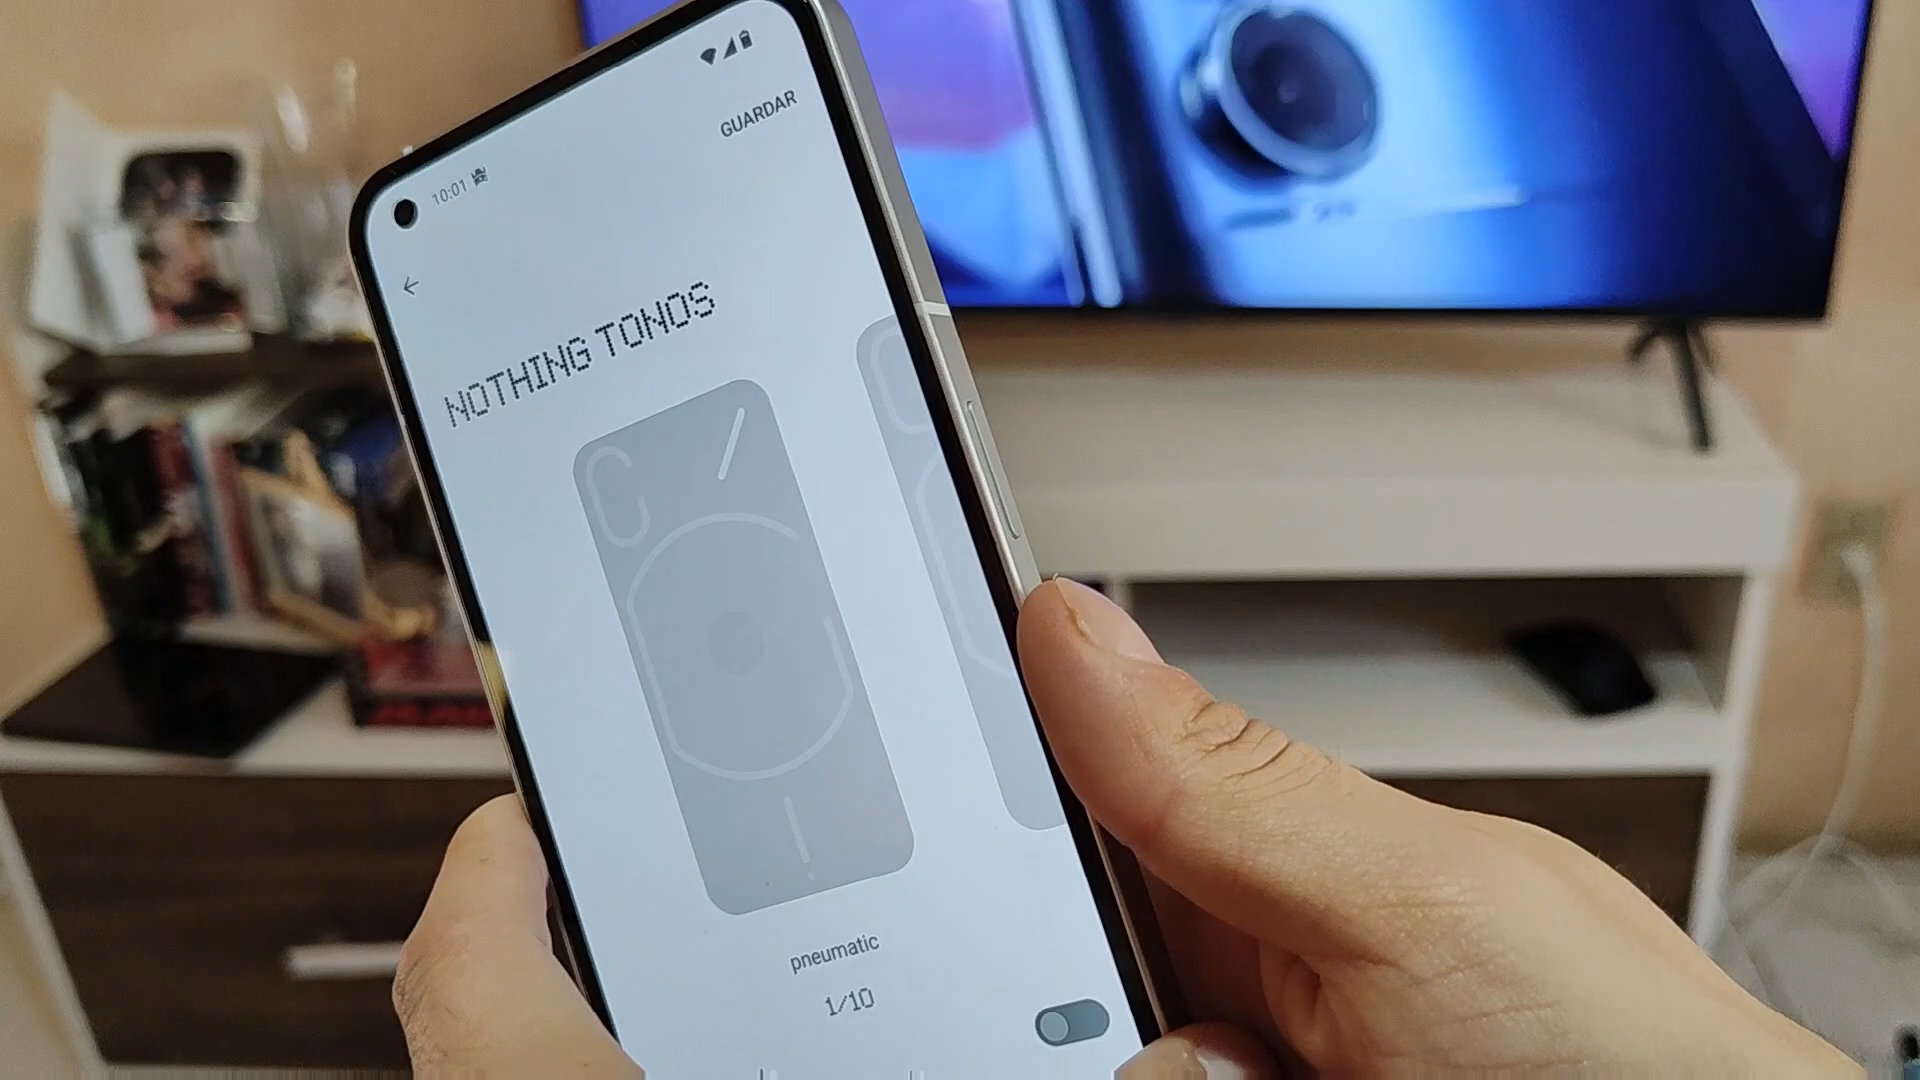 10:01
GUARDAR
NOTHING TONOS
pneumatic
1/10